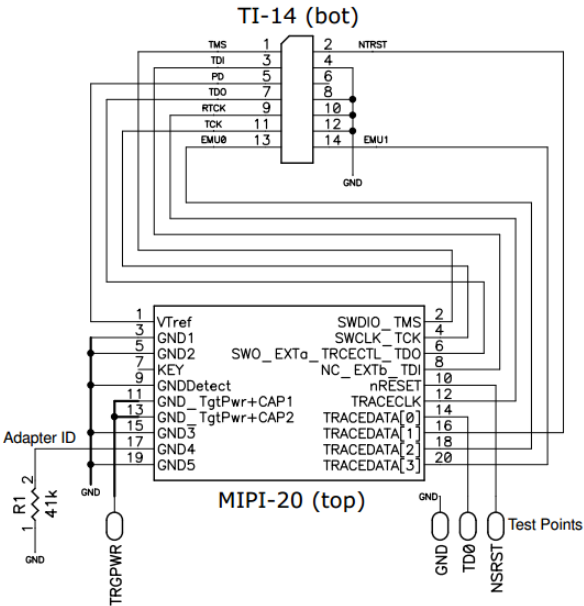 TI-14 (bot)
TMS 1 2 NTRST
TDI 3 4
PD 5 6
TDO 7 8
RTCK 9 10
TCK 11 12
EMU0 13 14 EMU1
GND
1 VTref SWDIO_TMS 2
3 GND1 SWCLK_TCK 4
5 GND2 SWO_EXTa_TRCECTL_TDO 6
7 KEY NC_EXTb_TDI 8
9 GNDDetect nRESET 10
11 GND_TgtPwr+CAP1 TRACECLK 12
13 GND_TgtPwr+CAP2 TRACEDATA[0] 14
15 GND3 TRACEDATA[1] 16
17 GND4 TRACEDATA[2] 18
19 GND5 TRACEDATA[3] 20
Adapter ID
MIPI-20 (top)
GND
GND
2
R1
41k
1
GND
TRGPWR
GND
TD0
NSRST
Test Points